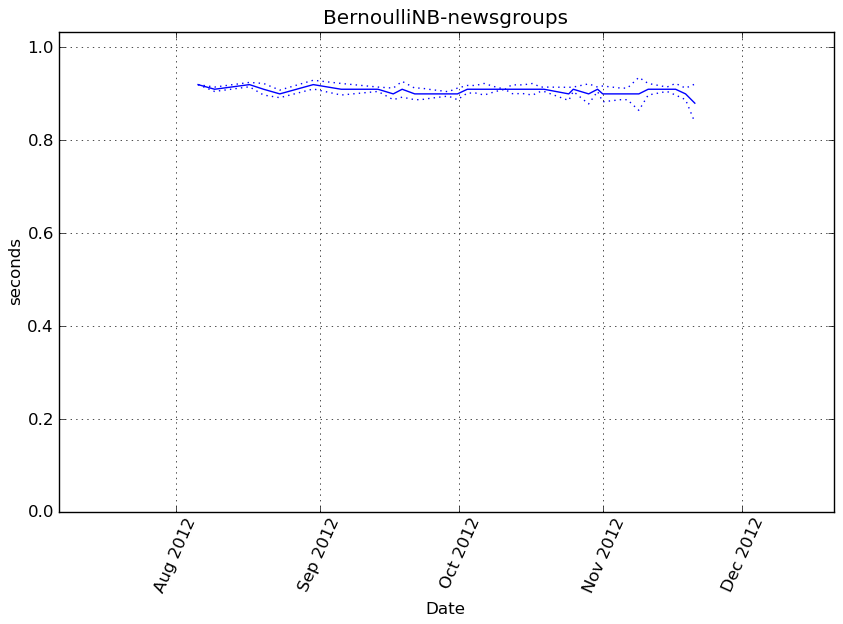 BernoulliNB-newsgroups
1.0
0.8
0.6
0.4
0.2
0.0
seconds
Aug 2012
Sep 2012
Oct 2012
Nov 2012
Dec 2012
Date